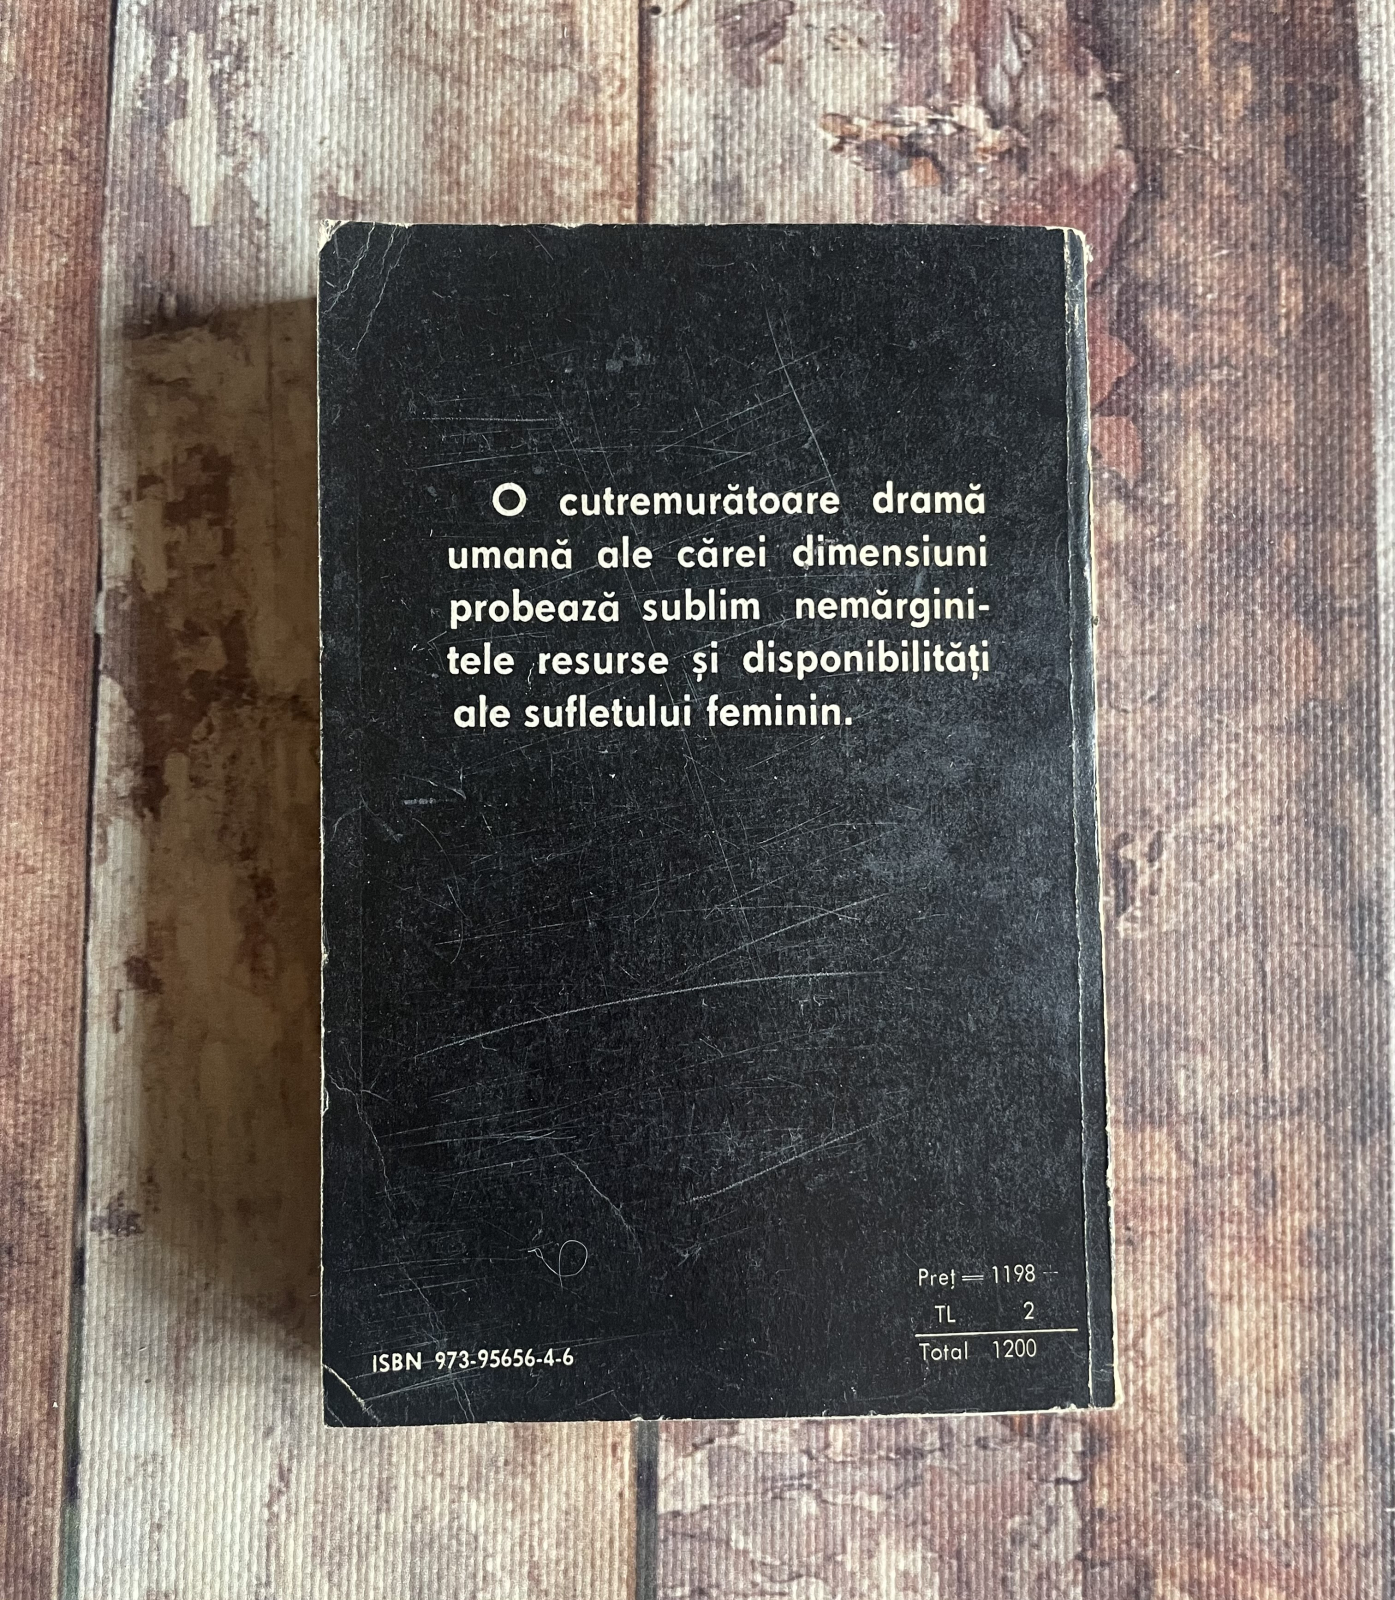 O cutremurătoare dramă
umană ale cărei dimensiuni
probează sublim nemărgini-
tele resurse și disponibilități
ale sufletului feminin.
Preț = 1198 -
TL 2
Total 1200
ISBN 973-95656-4-6